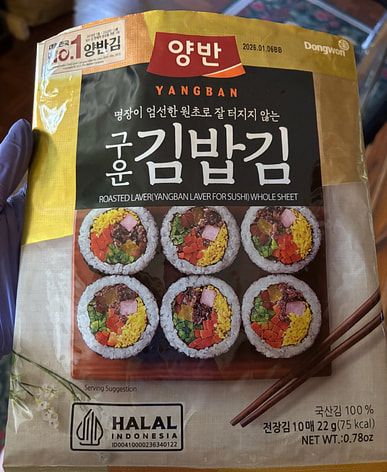 No.1 양반김
양반
YANGBAN
2026.01.06BB
Dongwon
명장이 엄선한 원초로 잘 터지지 않는
구운 김밥김
ROASTED LAVER(YANGBAN LAVER FOR SUSHI) WHOLE SHEET
Serving Suggestion
HALAL
INDONESIA
ID00410000236340122
국산김 100 %
전장김 10 매 22 g (75 kcal)
NET WT.:0.78oz